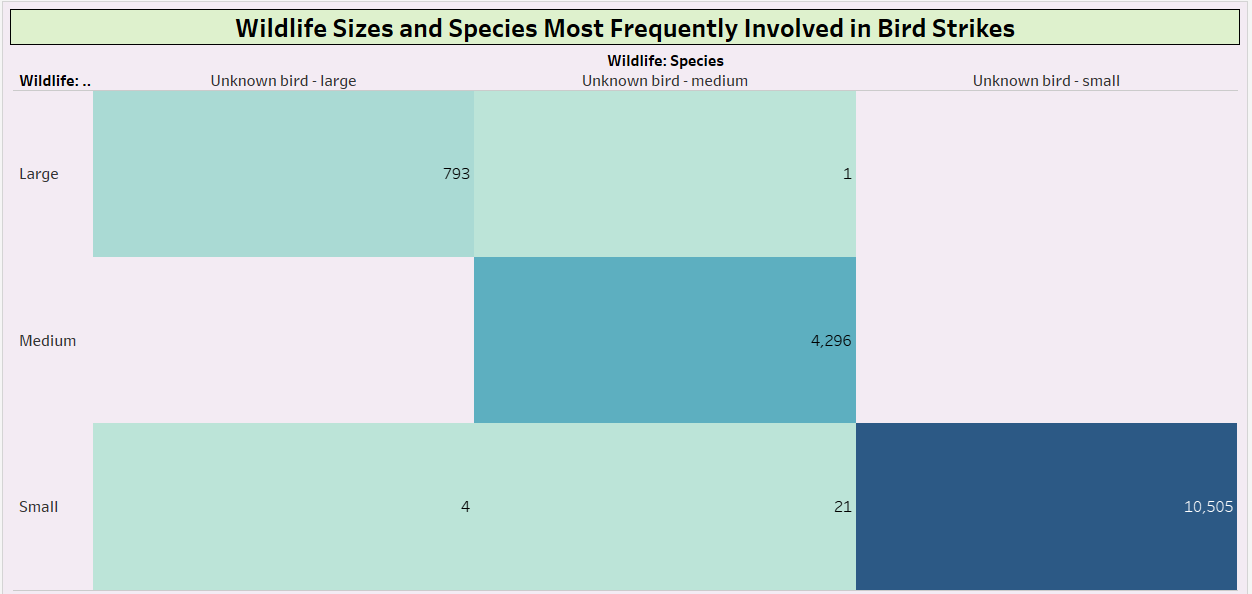 Wildlife Sizes and Species Most Frequently Involved in Bird Strikes
Wildlife: Species
Wildlife: .. Unknown bird - large Unknown bird - medium Unknown bird - small
Large 793 1
Medium 4,296
Small 4 21 10,505